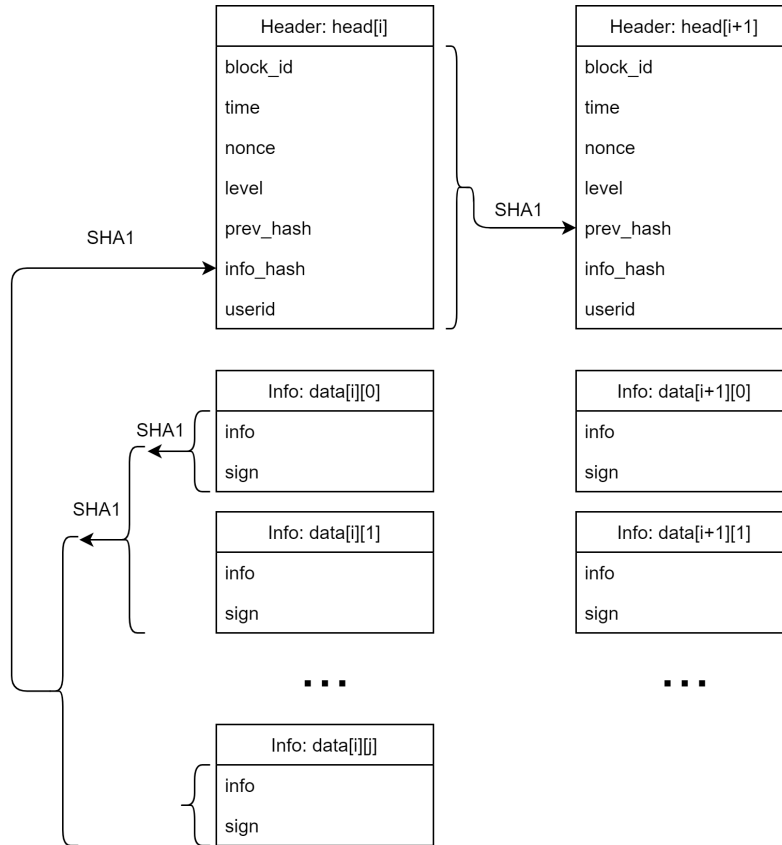 Header: head[i]
block_id
time
nonce
level
prev_hash
info_hash
userid
Header: head[i+1]
block_id
time
nonce
level
prev_hash
info_hash
userid
SHA1
SHA1
Info: data[i][0]
info
sign
Info: data[i+1][0]
info
sign
SHA1
SHA1
Info: data[i][1]
info
sign
Info: data[i+1][1]
info
sign
...
...
Info: data[i][j]
info
sign